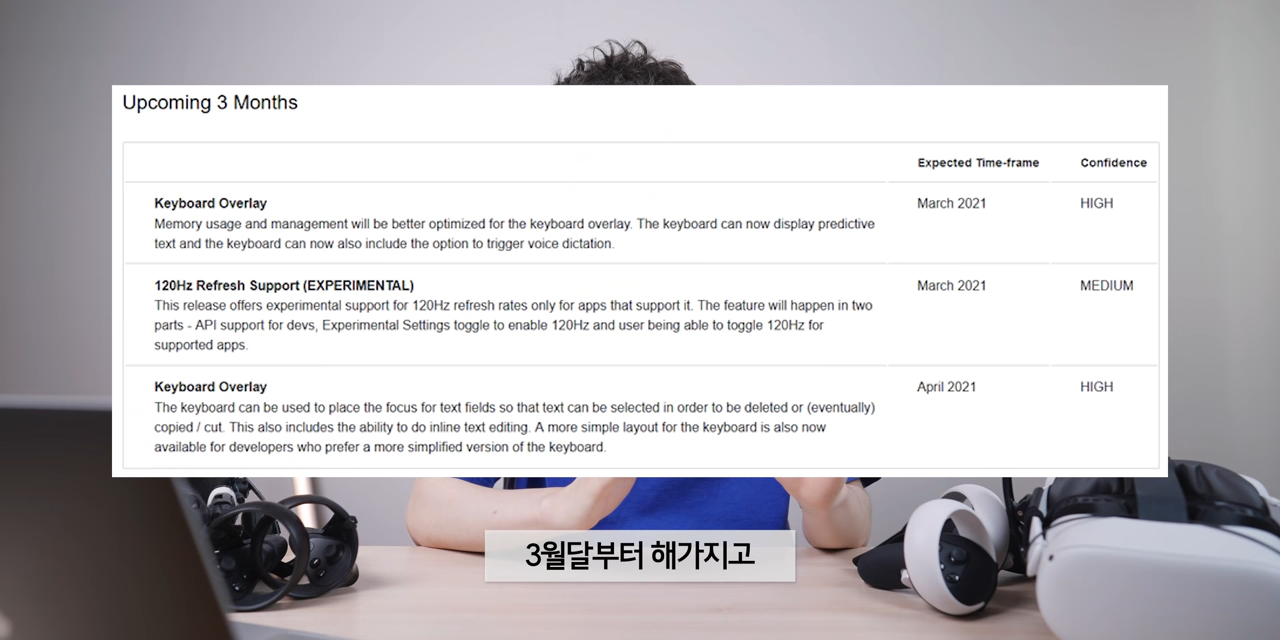 Upcoming 3 Months
Expected Time-frame Confidence
Keyboard Overlay March 2021 HIGH
Memory usage and management will be better optimized for the keyboard overlay. The keyboard can now display predictive
text and the keyboard can now also include the option to trigger voice dictation.
120Hz Refresh Support (EXPERIMENTAL) March 2021 MEDIUM
This release offers experimental support for 120Hz refresh rates only for apps that support it. The feature will happen in two
parts - API support for devs, Experimental Settings toggle to enable 120Hz and user being able to toggle 120Hz for
supported apps.
Keyboard Overlay April 2021 HIGH
The keyboard can be used to place the focus for text fields so that text can be selected in order to be deleted or (eventually)
copied / cut. This also includes the ability to do inline text editing. A more simple layout for the keyboard is also now
available for developers who prefer a more simplified version of the keyboard.
3월달부터 해가지고